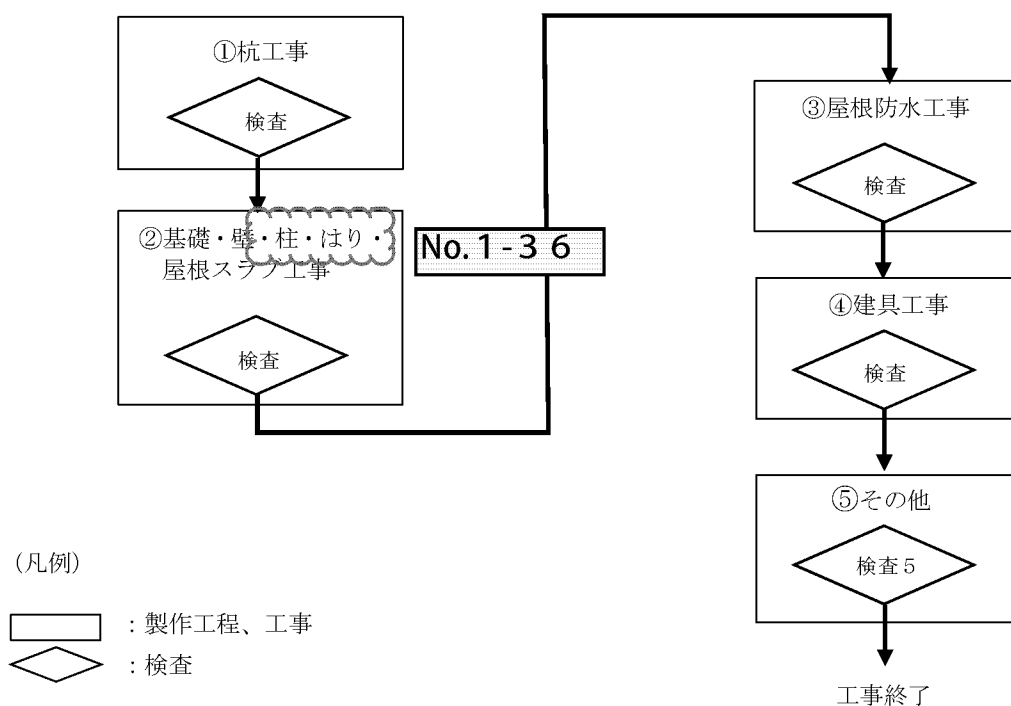 ①杭工事
検査
②基礎・壁・柱・はり・
屋根スラブ工事
検査
No.1-36
③屋根防水工事
検査
④建具工事
検査
⑤その他
検査５
工事終了
(凡例)
：製作工程、工事
：検査